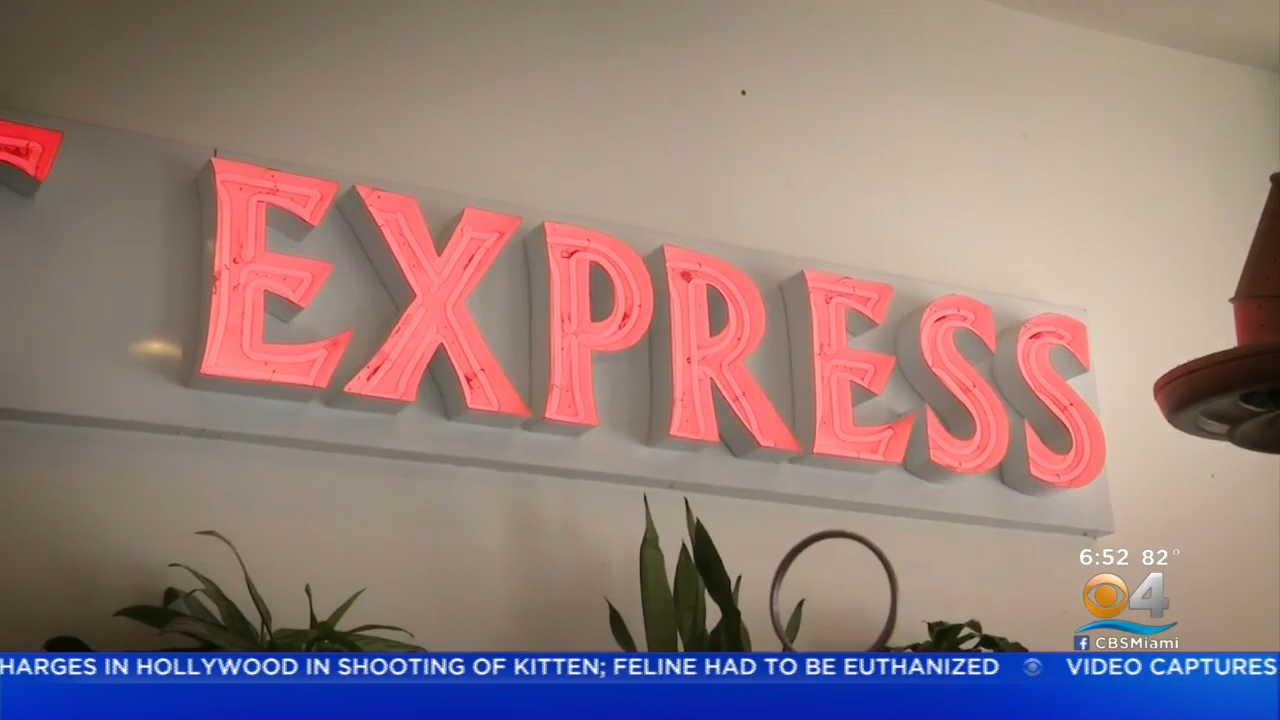 EXPRESS
6:52 82°
4
CBSMiami
HARGES IN HOLLYWOOD IN SHOOTING OF KITTEN; FELINE HAD TO BE EUTHANIZED VIDEO CAPTURES